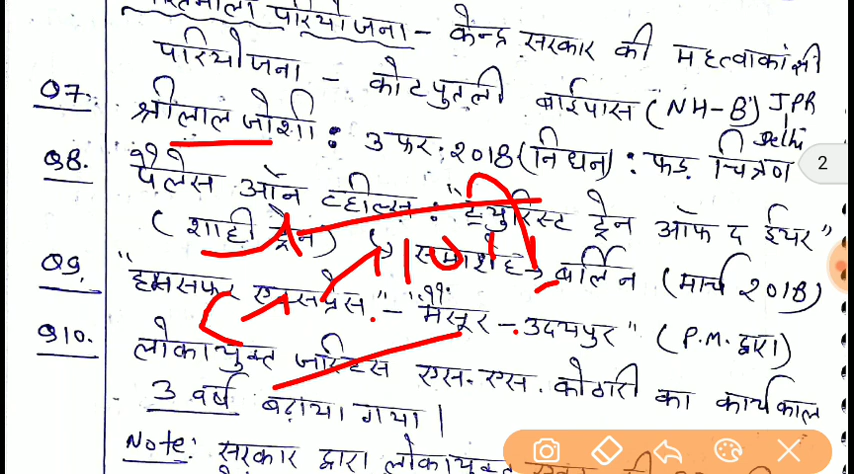 परियोजना - केन्द्र सरकार की महत्वाकांक्षी
परियोजना - कोटपुतली बाईपास (NH-8) JPR
Delhi
Q7. श्रीलाल जोशी : 3 फर. 2018 (निधन) : फड़ चित्रण
Q8. "पैलेस ऑन व्हील्स : "टयुरिस्ट ट्रेन ऑफ द ईयर"
(शाही ट्रेन) समारोह → बर्लिन (मार्च 2018)
Q9. "हमसफर एक्सप्रेस" - "मैसूर - उदयपुर" (P.M. द्वारा)
Q10. लोकायुक्त जस्टिस एस. एस. कोठारी का कार्यकाल
3 वर्ष बढ़ाया गया |
Note: सरकार द्वारा लोकायुक्त
2